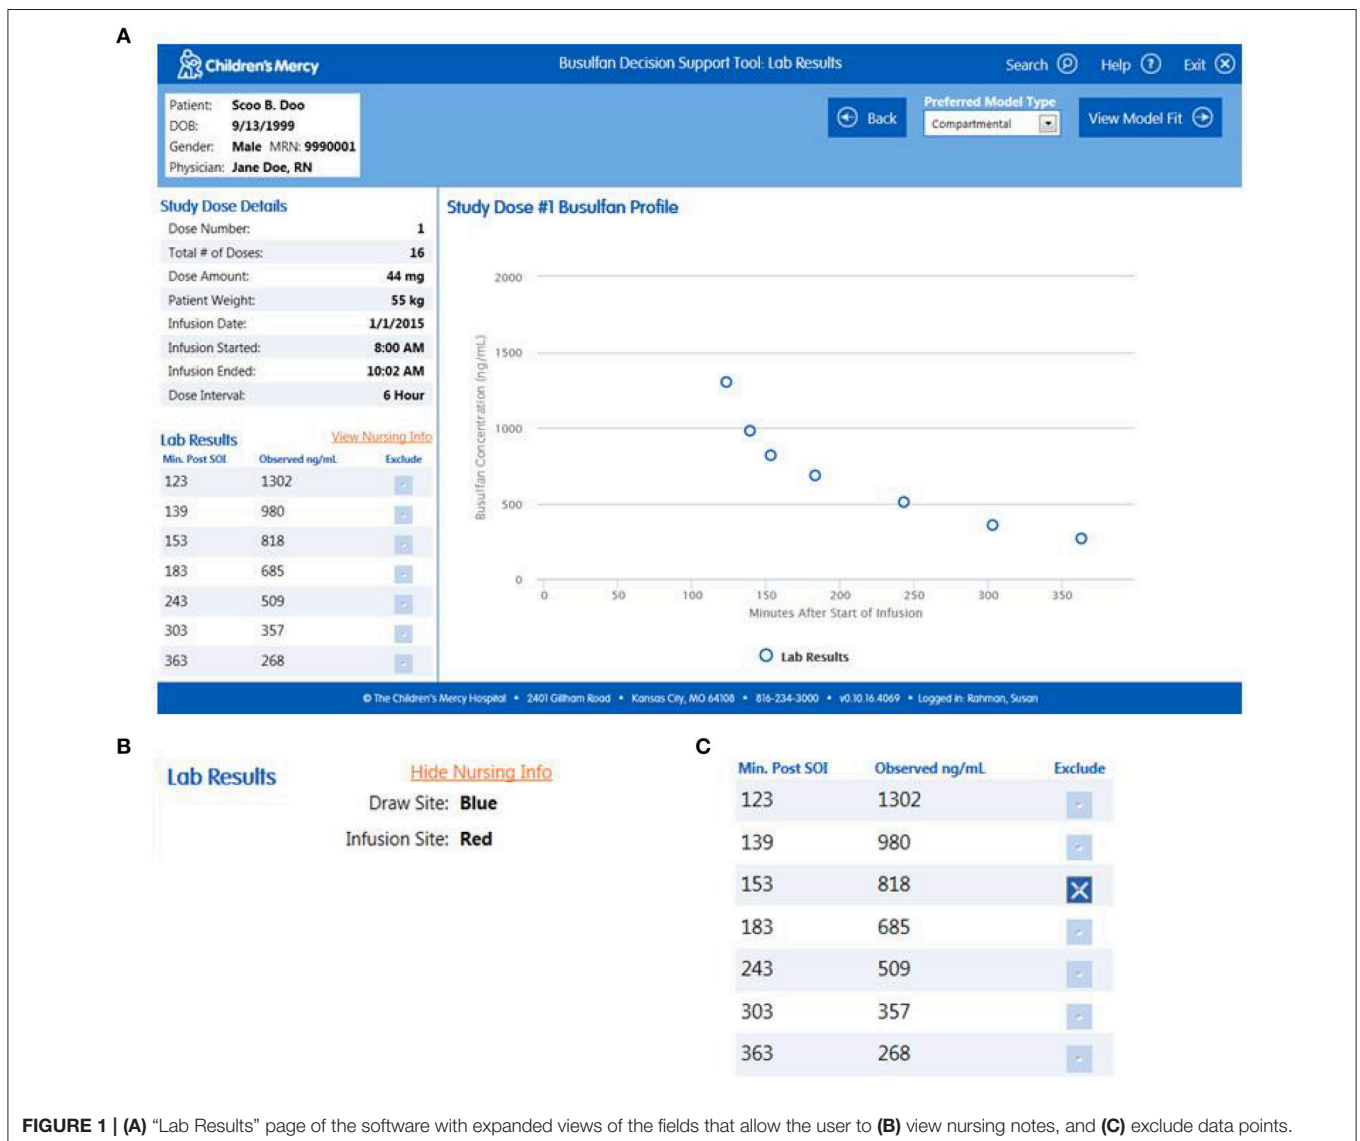 A
Children's Mercy
Busulfan Decision Support Tool: Lab Results
Search
Help
Exit
Patient: Scoo B. Doo
DOB: 9/13/1999
Gender: Male MRN: 9990001
Physician: Jane Doe, RN
Back
Preferred Model Type
Compartmental
View Model Fit
Study Dose Details
Dose Number: 1
Total # of Doses: 16
Dose Amount: 44 mg
Patient Weight: 55 kg
Infusion Date: 1/1/2015
Infusion Started: 8:00 AM
Infusion Ended: 10:02 AM
Dose Interval: 6 Hour
Lab Results View Nursing Info
Min. Post SOI Observed ng/mL Exclude
123 1302
139 980
153 818
183 685
243 509
303 357
363 268
Study Dose #1 Busulfan Profile
Busulfan Concentration (ng/mL)
2000
1500
1000
500
0
0 50 100 150 200 250 300 350
Minutes After Start of Infusion
Lab Results
© The Children's Mercy Hospital • 2401 Gillham Road • Kansas City, MO 64108 • 816-234-3000 • v0.10.16.4069 • Logged in: Rahman, Susan
B
Lab Results Hide Nursing Info
Draw Site: Blue
Infusion Site: Red
C
Min. Post SOI Observed ng/mL Exclude
123 1302
139 980
153 818
183 685
243 509
303 357
363 268
FIGURE 1 | (A) “Lab Results” page of the software with expanded views of the fields that allow the user to (B) view nursing notes, and (C) exclude data points.